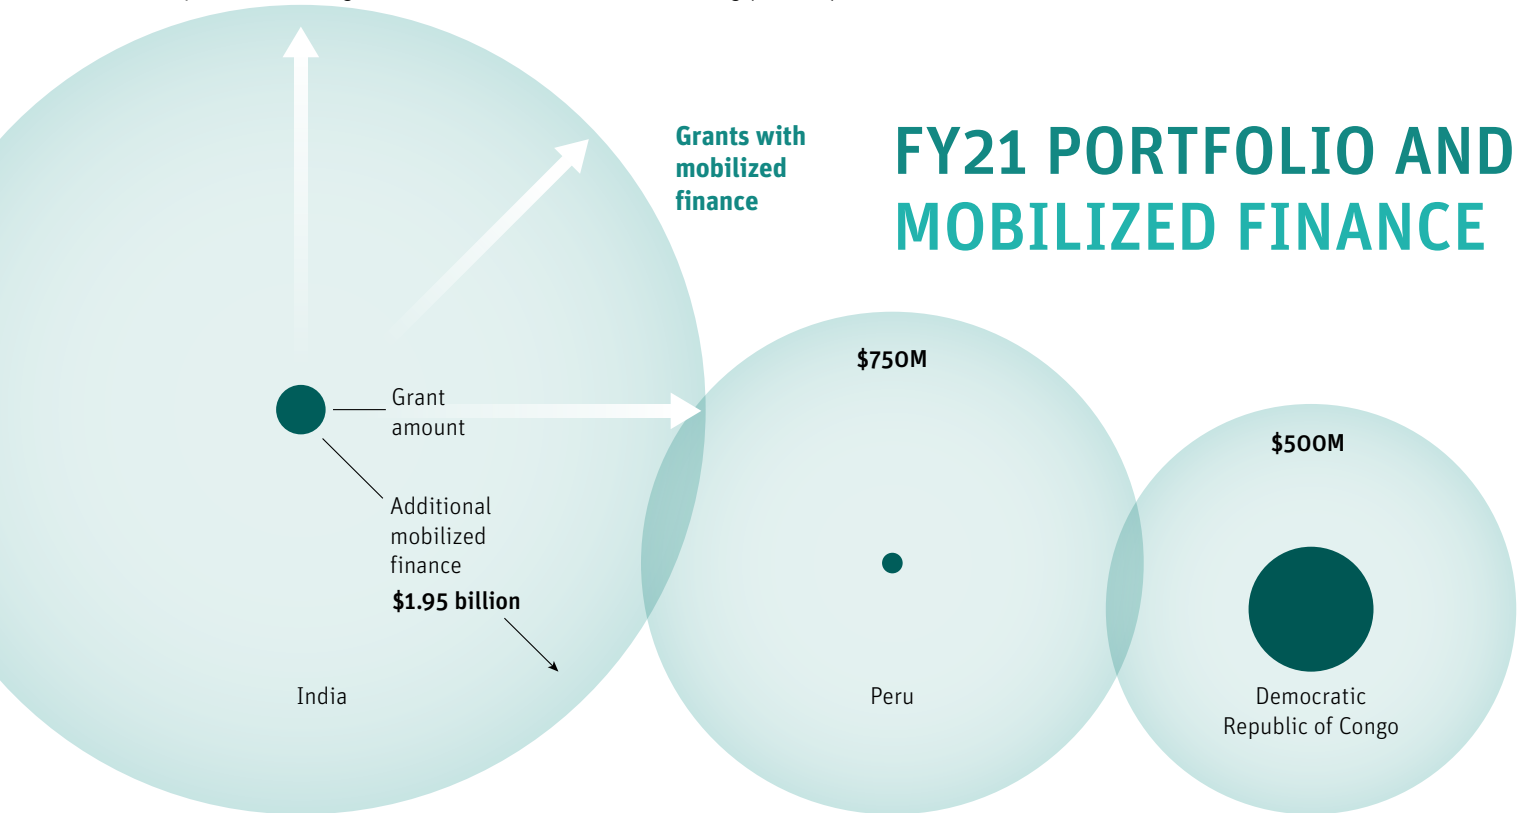 Grants with
mobilized
finance
FY21 PORTFOLIO AND
MOBILIZED FINANCE
$750M
$500M
Grant
amount
Additional
mobilized
finance
$1.95 billion
India
Peru
Democratic
Republic of Congo